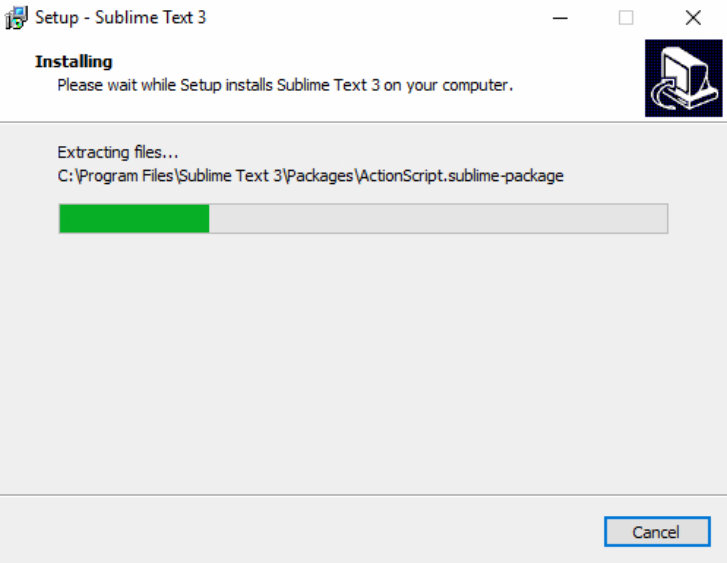 Setup - Sublime Text 3
Installing
Please wait while Setup installs Sublime Text 3 on your computer.
Extracting files...
C:\Program Files\Sublime Text 3\Packages\ActionScript.sublime-package
Cancel